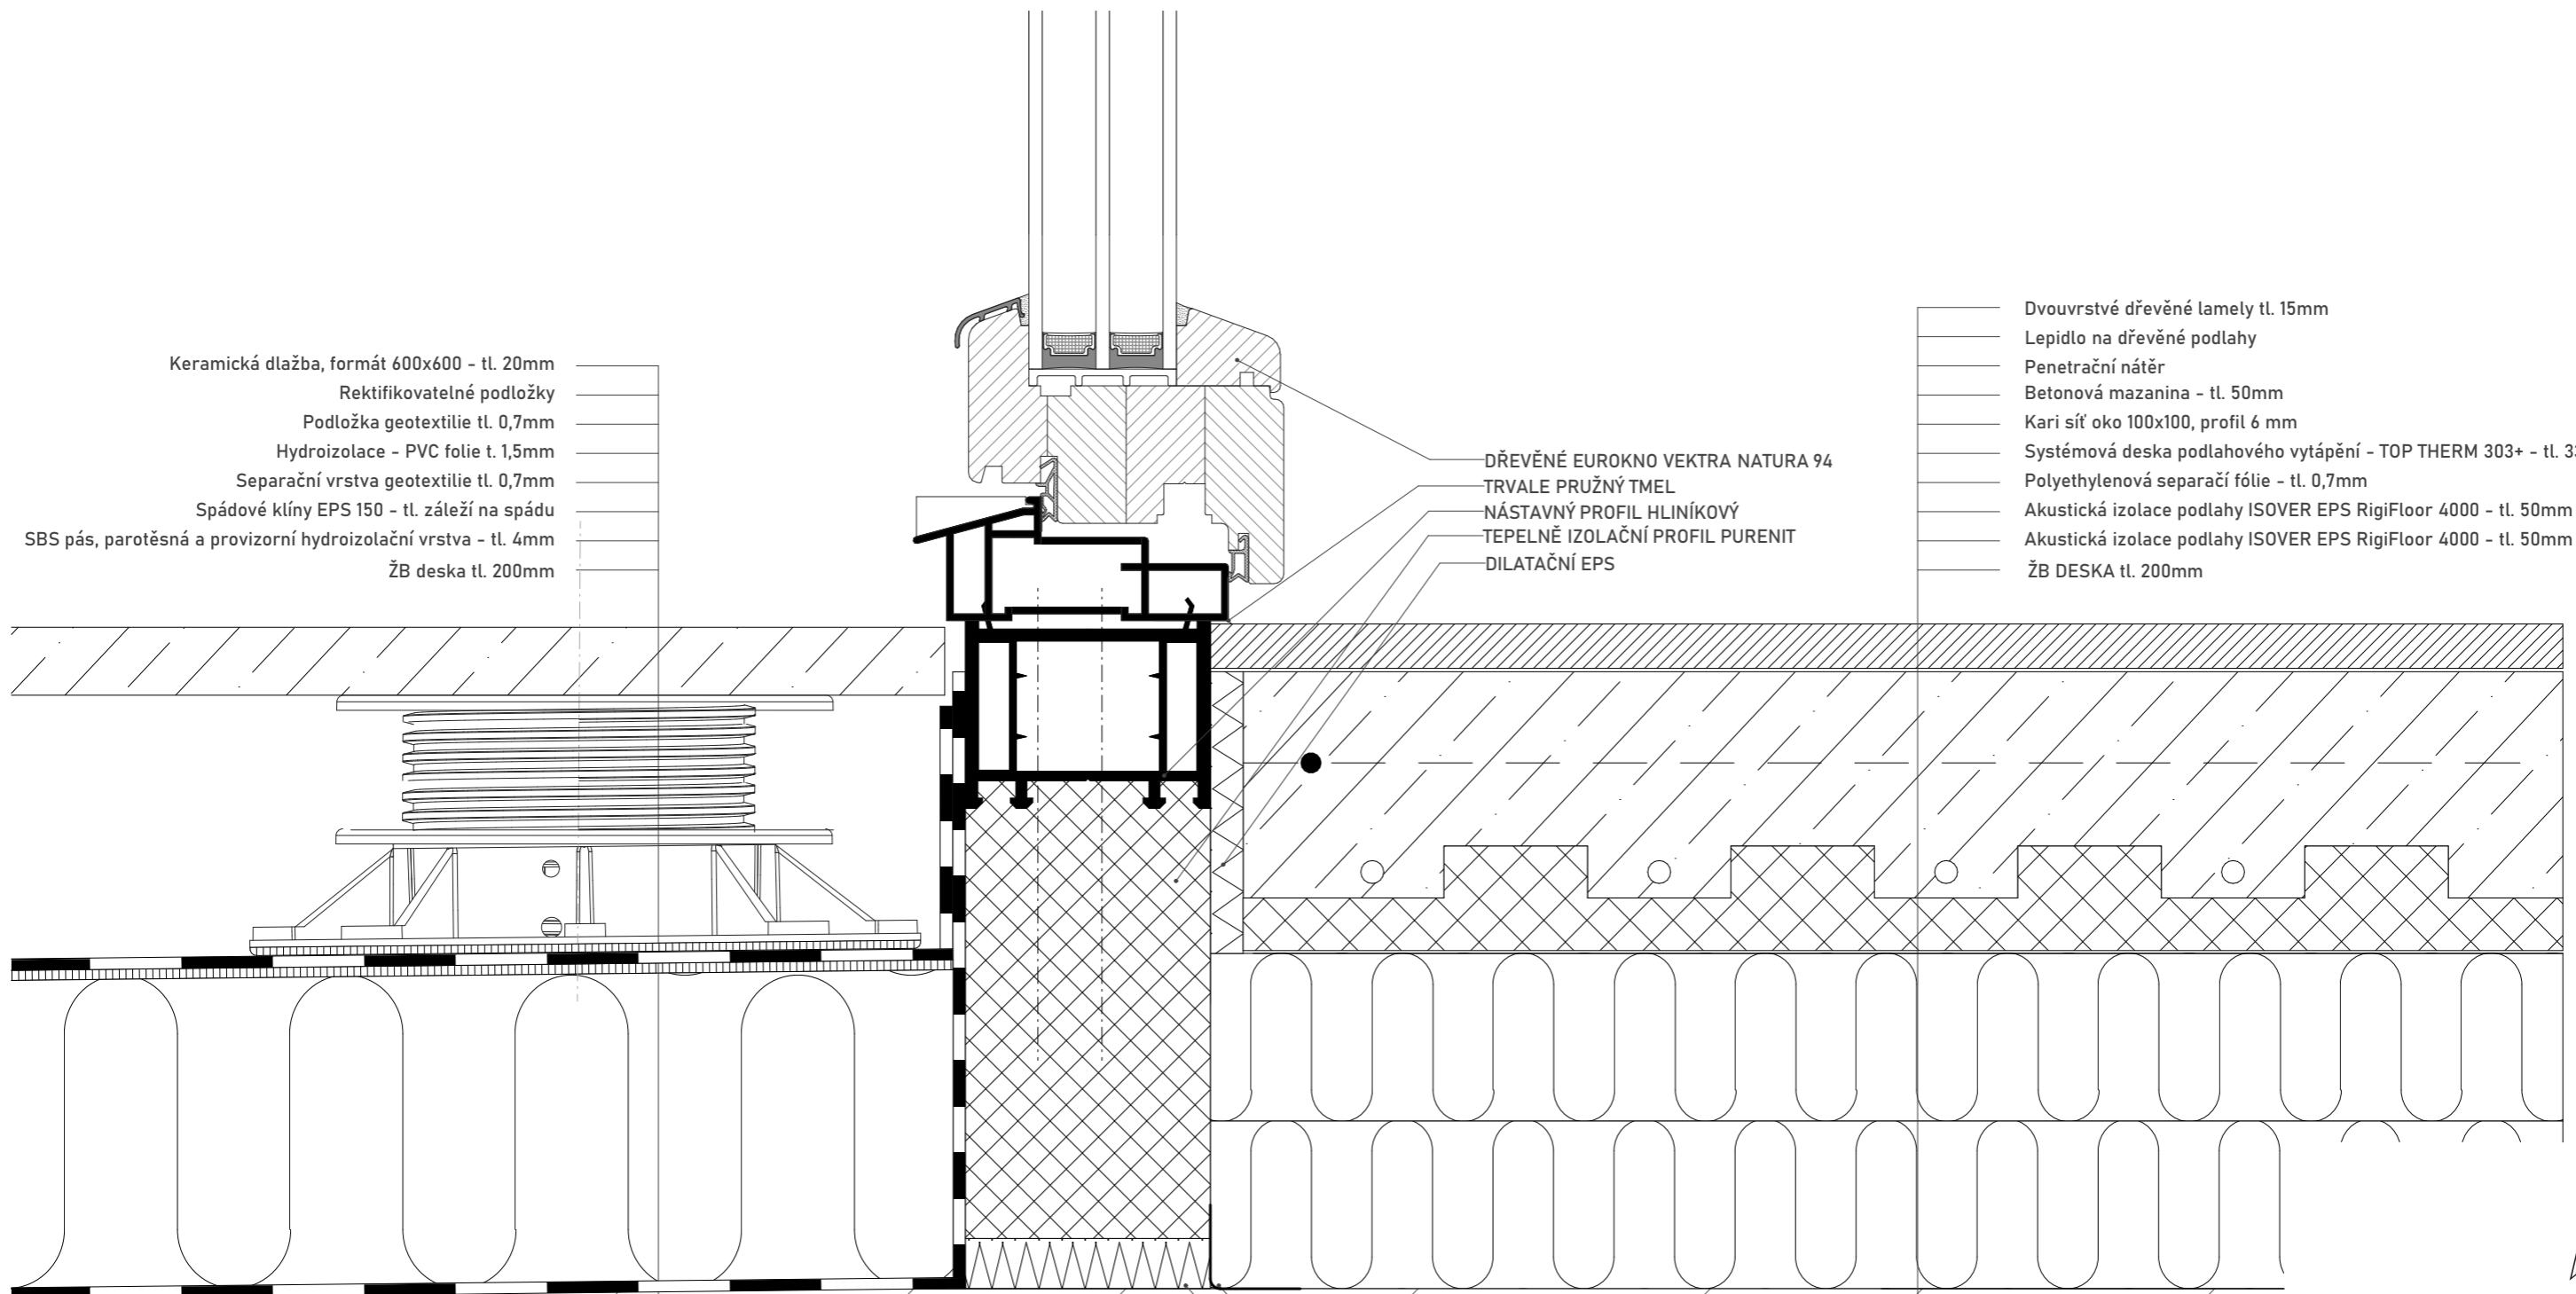 Keramická dlažba, formát 600x600 - tl. 20mm
Rektifikovatelné podložky
Podložka geotextilie tl. 0,7mm
Hydroizolace - PVC folie t. 1,5mm
Separační vrstva geotextilie tl. 0,7mm
Spádové klíny EPS 150 - tl. záleží na spádu
SBS pás, parotěsná a provizorní hydroizolační vrstva - tl. 4mm
ŽB deska tl. 200mm
DŘEVĚNÉ EUROKNO VEKTRA NATURA 94
TRVALE PRUŽNÝ TMEL
NÁSTAVNÝ PROFIL HLINÍKOVÝ
TEPELNĚ IZOLAČNÍ PROFIL PURENIT
DILATAČNÍ EPS
Dvouvrstvé dřevěné lamely tl. 15mm
Lepidlo na dřevěné podlahy
Penetrační nátěr
Betonová mazanina - tl. 50mm
Kari síť oko 100x100, profil 6 mm
Systémová deska podlahového vytápění - TOP THERM 303+ - tl.
Polyethylenová separačí fólie - tl. 0,7mm
Akustická izolace podlahy ISOVER EPS RigiFloor 4000 - tl. 50mm
Akustická izolace podlahy ISOVER EPS RigiFloor 4000 - tl. 50mm
ŽB DESKA tl. 200mm